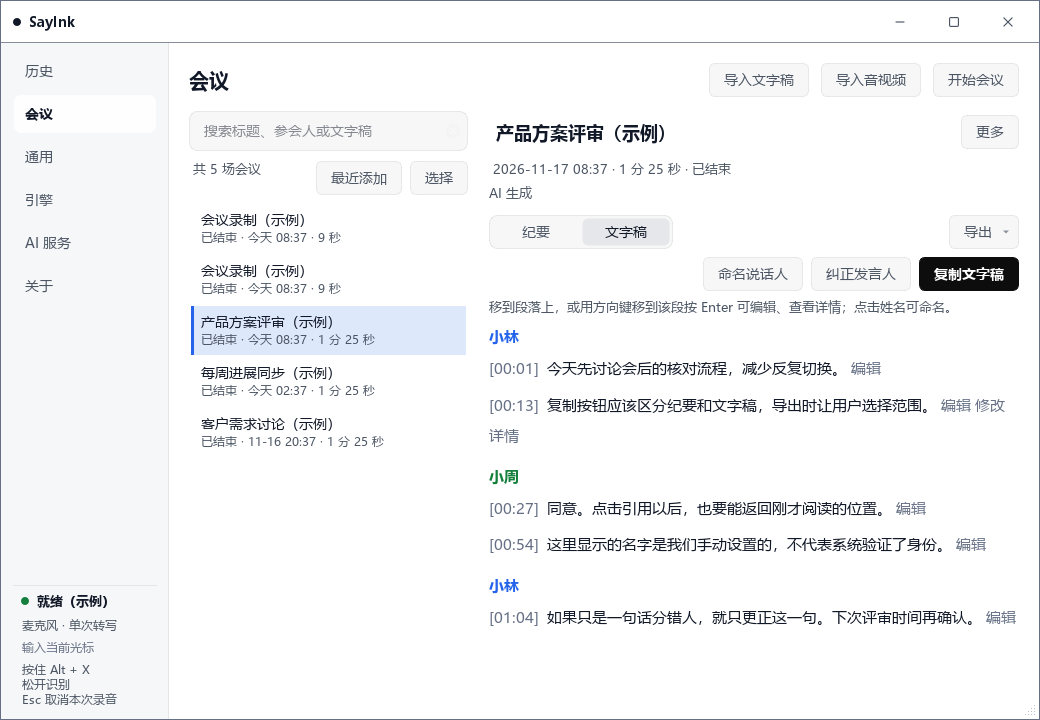 SayInk
历史
会议
通用
引擎
AI 服务
关于
就绪（示例）
麦克风 · 单次转写
输入当前光标
按住 Alt + X
松开识别
Esc 取消本次录音
会议
导入文字稿
导入音视频
开始会议
搜索标题、参会人或文字稿
共 5 场会议
最近添加
选择
会议录制（示例）
已结束 · 今天 08:37 · 9 秒
会议录制（示例）
已结束 · 今天 08:37 · 9 秒
产品方案评审（示例）
已结束 · 今天 08:37 · 1 分 25 秒
每周进展同步（示例）
已结束 · 今天 02:37 · 1 分 25 秒
客户需求讨论（示例）
已结束 · 11-16 20:37 · 1 分 25 秒
产品方案评审（示例）
更多
2026-11-17 08:37 · 1 分 25 秒 · 已结束
AI 生成
纪要
文字稿
导出
命名说话人
纠正发言人
复制文字稿
移到段落上，或用方向键移到该段按 Enter 可编辑、查看详情；点击姓名可命名。
小林
[00:01] 今天先讨论会后的核对流程，减少反复切换。 编辑
[00:13] 复制按钮应该区分纪要和文字稿，导出时让用户选择范围。 编辑 修改
详情
小周
[00:27] 同意。点击引用以后，也要能返回刚才阅读的位置。 编辑
[00:54] 这里显示的名字是我们手动设置的，不代表系统验证了身份。 编辑
小林
[01:04] 如果只是一句话分错人，就只更正这一句。下次评审时间再确认。 编辑